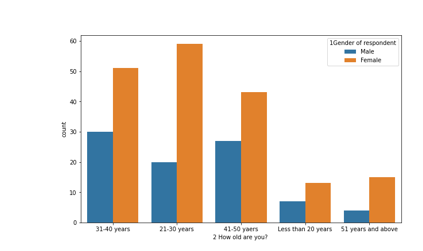 1Gender of respondent
Male
Female
60
50
40
30
20
10
0
count
31-40 years
21-30 years
41-50 yaers
Less than 20 years
51 years and above
2 How old are you?